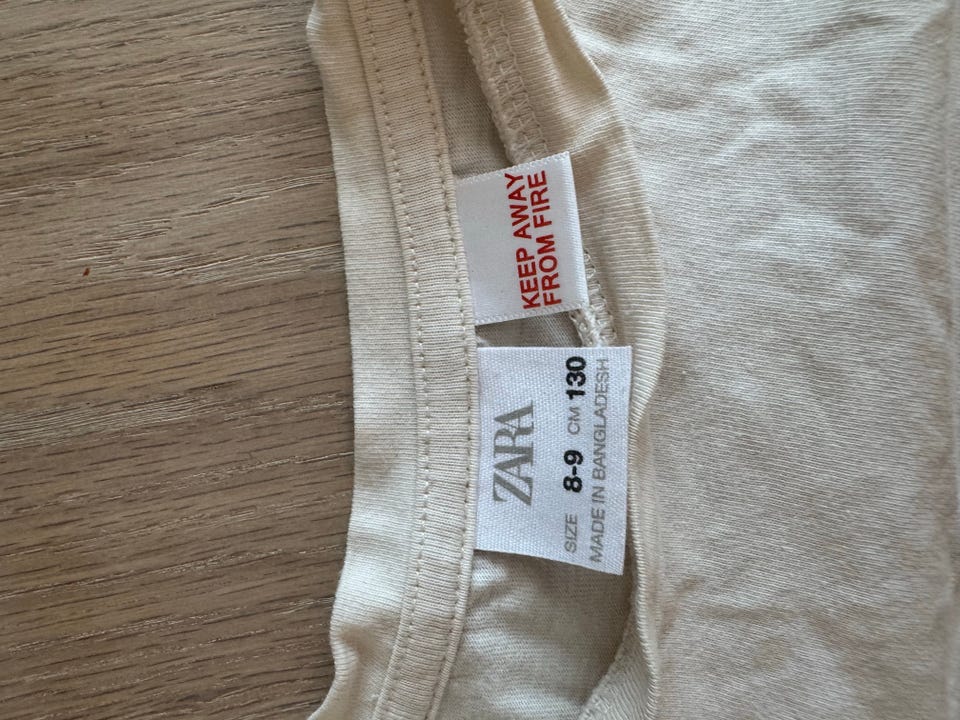 KEEP AWAY
FROM FIRE
ZARA
SIZE 8-9 CM 130
MADE IN BANGLADESH